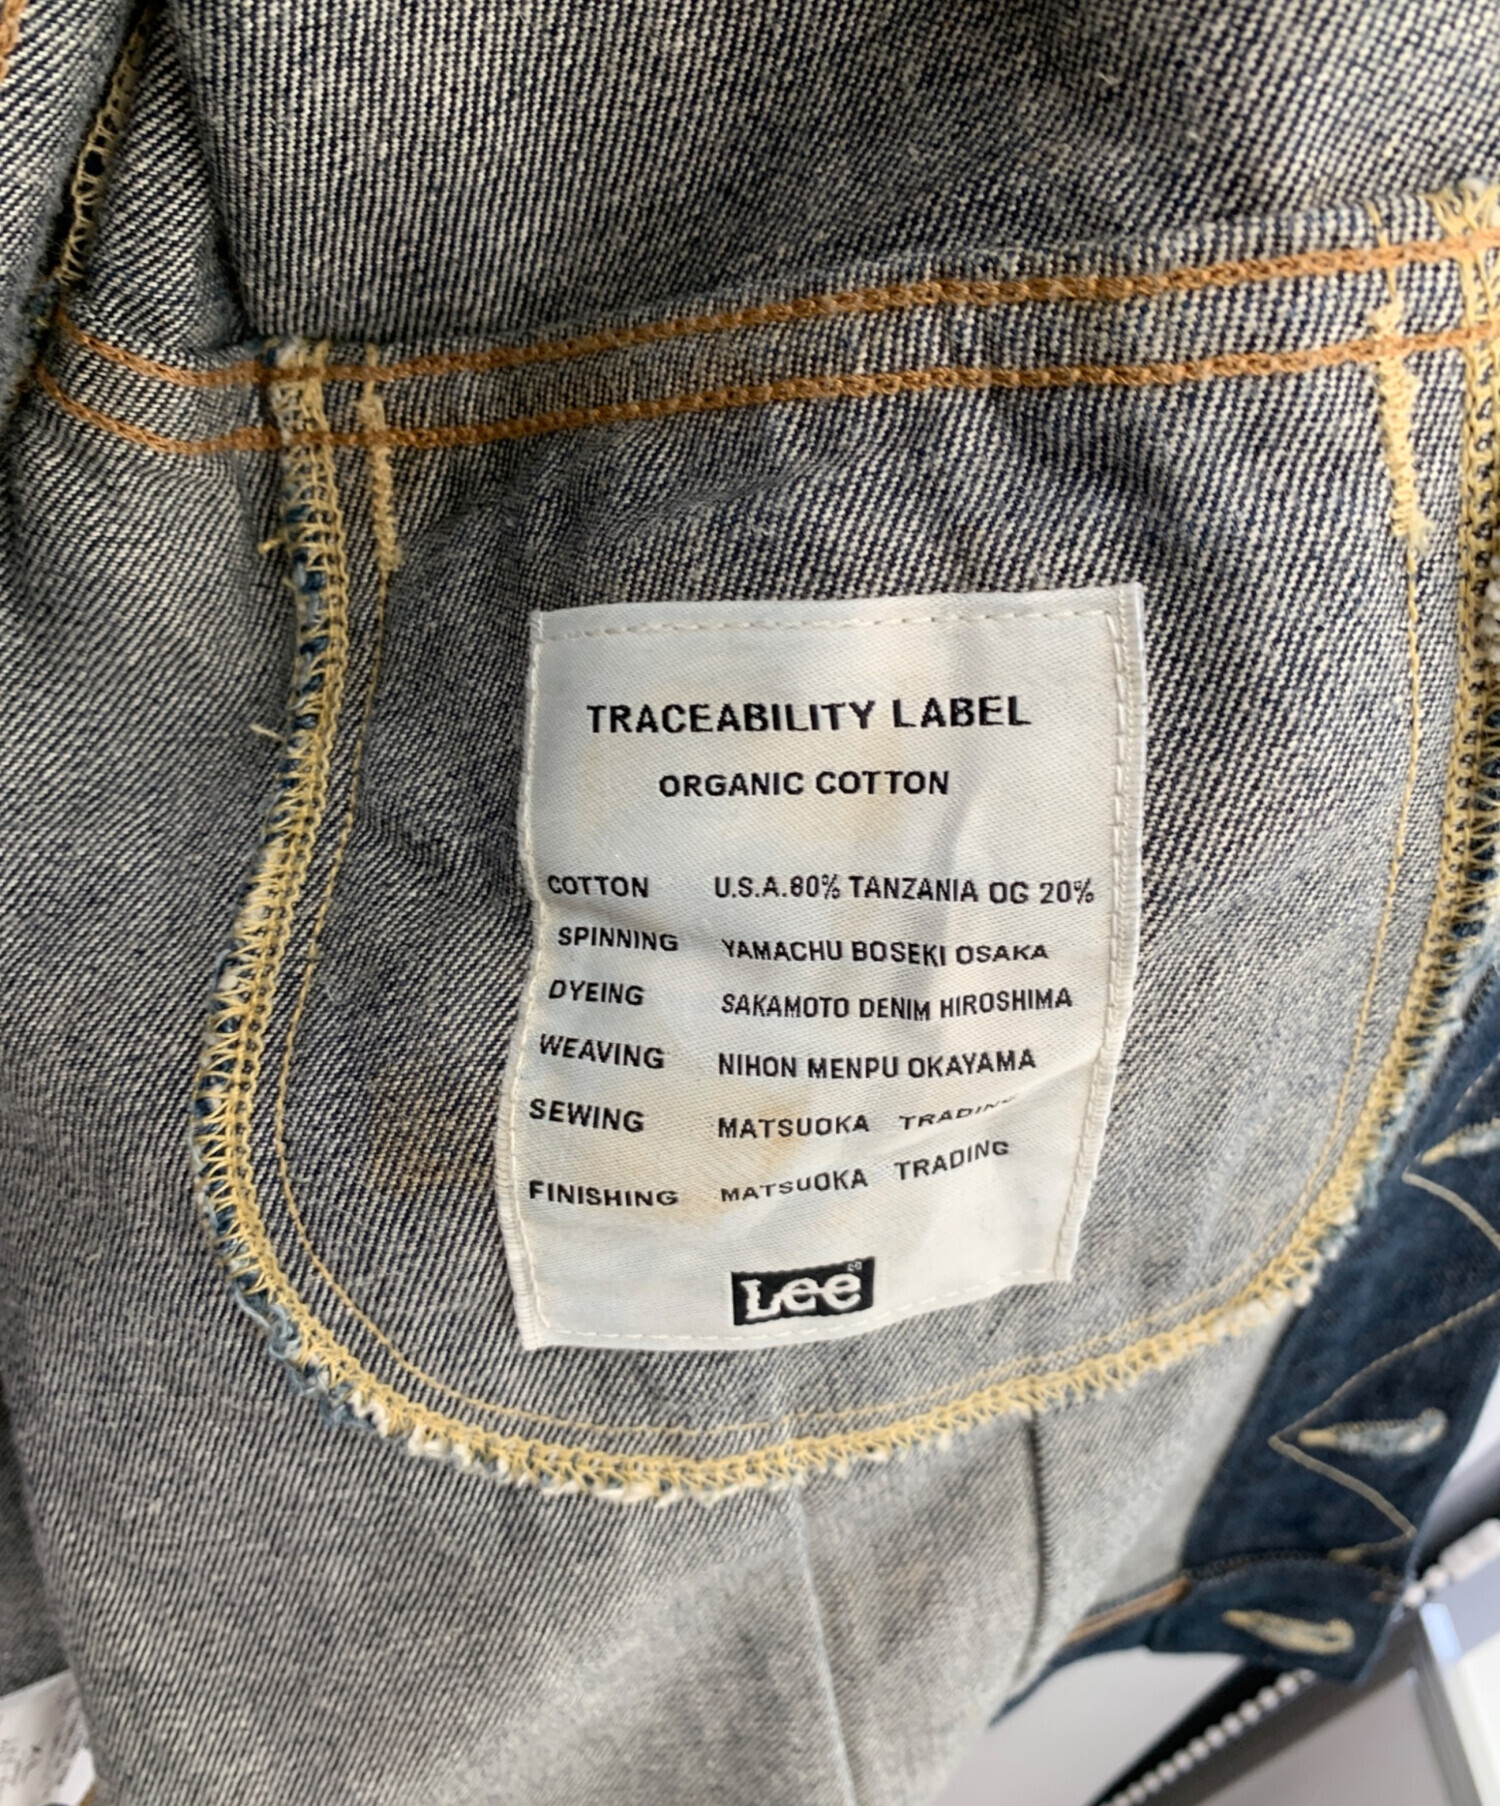 TRACEABILITY LABEL
ORGANIC COTTON
COTTON U.S.A.80% TANZANIA OG 20%
SPINNING YAMACHU BOSEKI OSAKA
DYEING SAKAMOTO DENIM HIROSHIMA
WEAVING NIHON MENPU OKAYAMA
SEWING MATSUOKA TRADING
FINISHING MATSUOKA TRADING
Lee